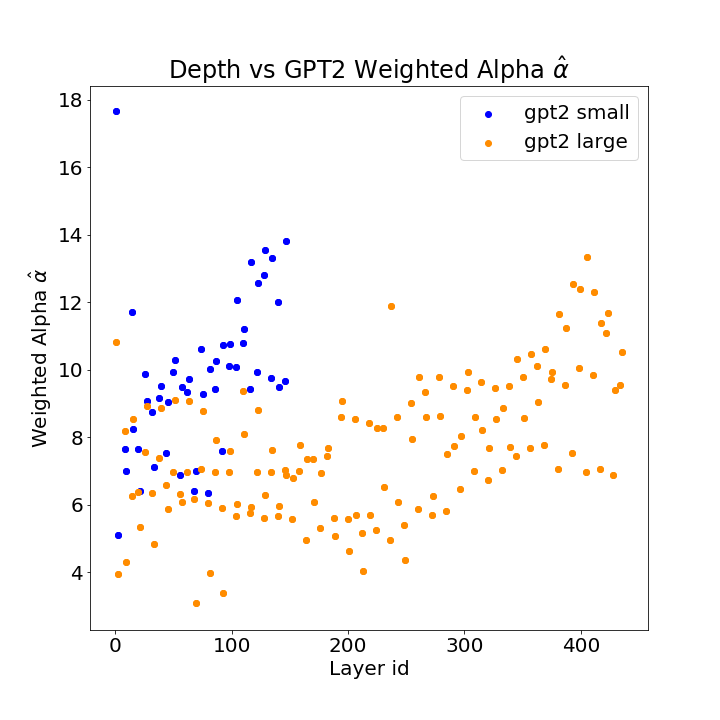 Depth vs GPT2 Weighted Alpha α̂
gpt2 small
gpt2 large
Weighted Alpha α̂
18
16
14
12
10
8
6
4
0 100 200 300 400
Layer id